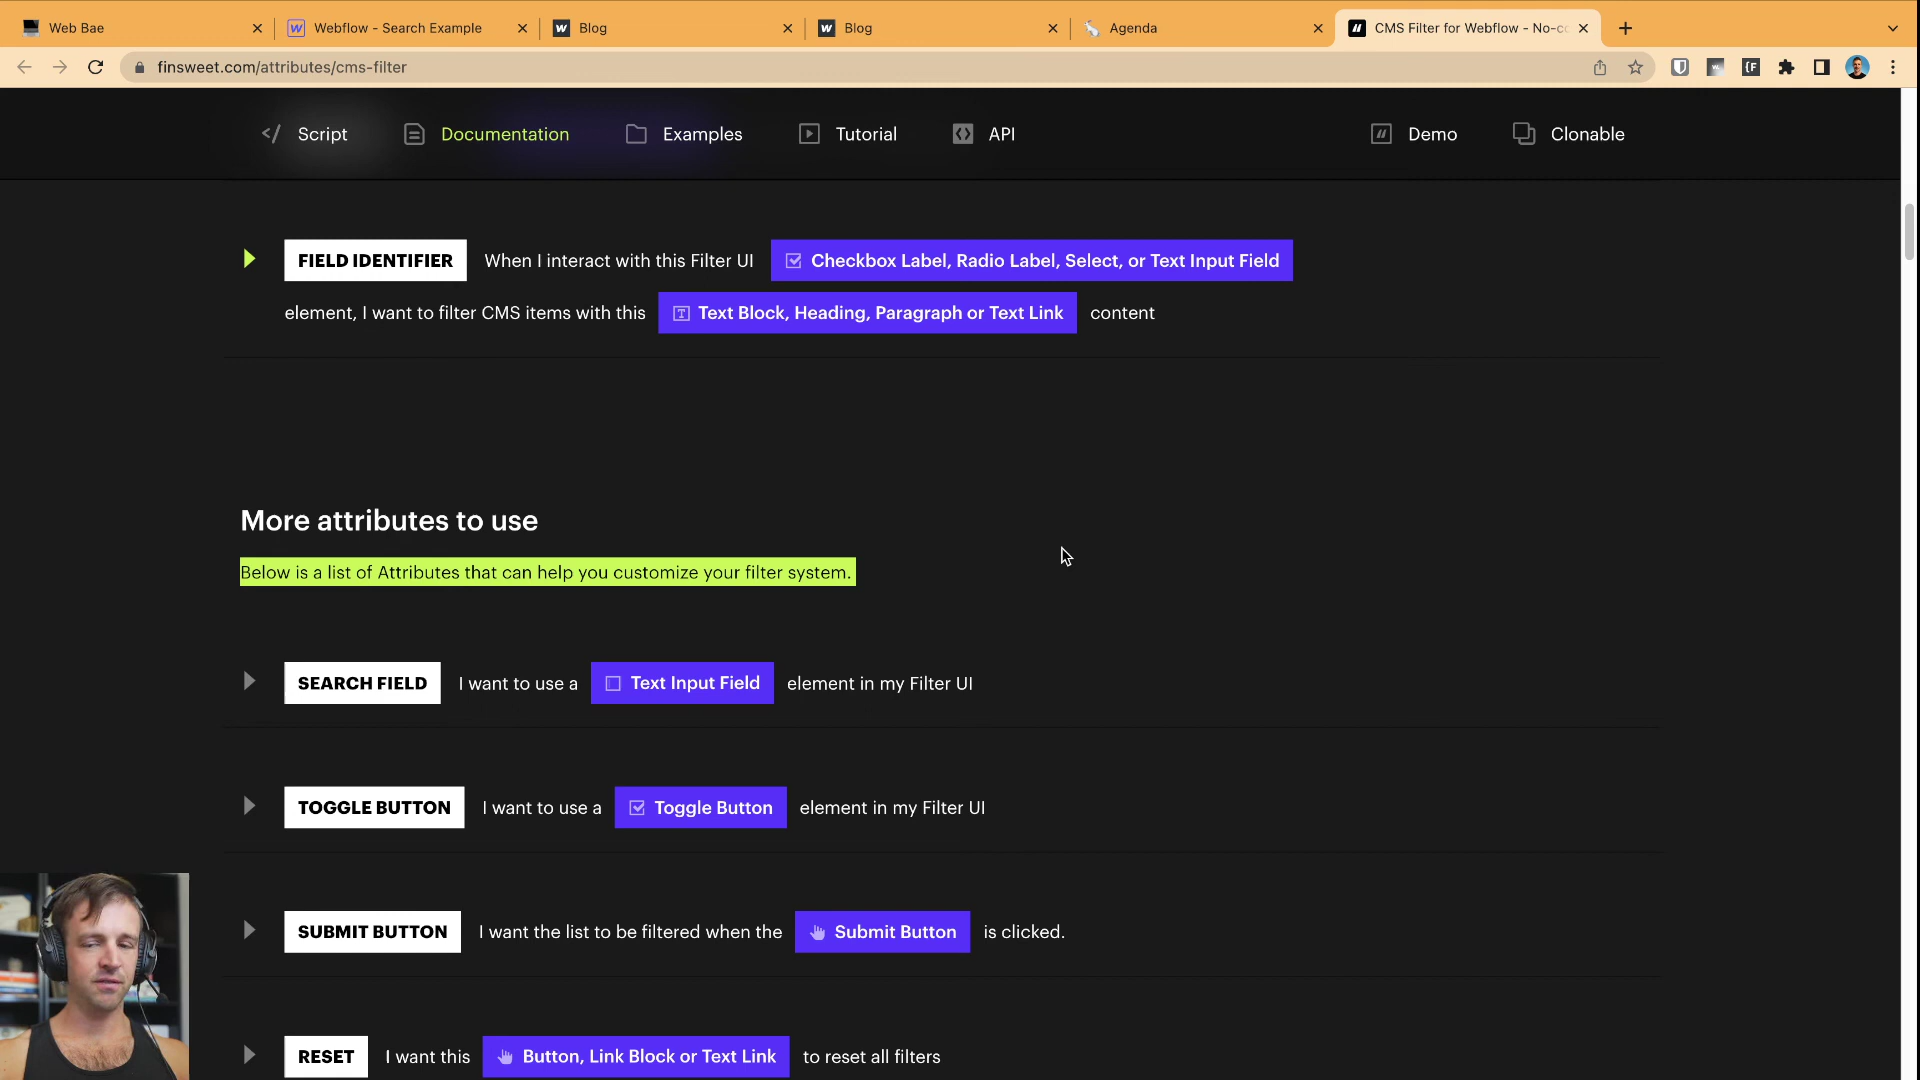 Web Bae
Webflow - Search Example
Blog
Blog
Agenda
CMS Filter for Webflow - No-co
finsweet.com/attributes/cms-filter
Script
Documentation
Examples
Tutorial
API
Demo
Clonable
FIELD IDENTIFIER When I interact with this Filter UI Checkbox Label, Radio Label, Select, or Text Input Field
element, I want to filter CMS items with this Text Block, Heading, Paragraph or Text Link content
More attributes to use
Below is a list of Attributes that can help you customize your filter system.
SEARCH FIELD I want to use a Text Input Field element in my Filter UI
TOGGLE BUTTON I want to use a Toggle Button element in my Filter UI
SUBMIT BUTTON I want the list to be filtered when the Submit Button is clicked.
RESET I want this Button, Link Block or Text Link to reset all filters